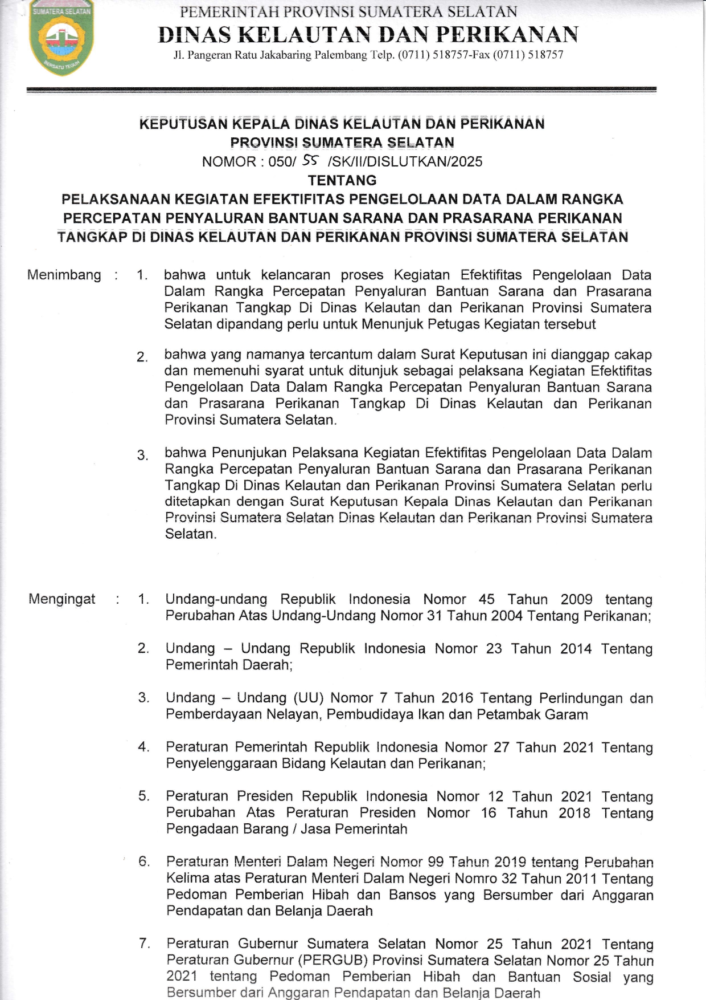 SUMATERA SELATAN
BERSATU TEGUH
PEMERINTAH PROVINSI SUMATERA SELATAN
DINAS KELAUTAN DAN PERIKANAN
Jl. Pangeran Ratu Jakabaring Palembang Telp. (0711) 518757-Fax (0711) 518757
KEPUTUSAN KEPALA DINAS KELAUTAN DAN PERIKANAN
PROVINSI SUMATERA SELATAN
NOMOR : 050/ 55 /SK/II/DISLUTKAN/2025
TENTANG
PELAKSANAAN KEGIATAN EFEKTIFITAS PENGELOLAAN DATA DALAM RANGKA
PERCEPATAN PENYALURAN BANTUAN SARANA DAN PRASARANA PERIKANAN
TANGKAP DI DINAS KELAUTAN DAN PERIKANAN PROVINSI SUMATERA SELATAN
Menimbang : 1. bahwa untuk kelancaran proses Kegiatan Efektifitas Pengelolaan Data
Dalam Rangka Percepatan Penyaluran Bantuan Sarana dan Prasarana
Perikanan Tangkap Di Dinas Kelautan dan Perikanan Provinsi Sumatera
Selatan dipandang perlu untuk Menunjuk Petugas Kegiatan tersebut
2. bahwa yang namanya tercantum dalam Surat Keputusan ini dianggap cakap
dan memenuhi syarat untuk ditunjuk sebagai pelaksana Kegiatan Efektifitas
Pengelolaan Data Dalam Rangka Percepatan Penyaluran Bantuan Sarana
dan Prasarana Perikanan Tangkap Di Dinas Kelautan dan Perikanan
Provinsi Sumatera Selatan.
3. bahwa Penunjukan Pelaksana Kegiatan Efektifitas Pengelolaan Data Dalam
Rangka Percepatan Penyaluran Bantuan Sarana dan Prasarana Perikanan
Tangkap Di Dinas Kelautan dan Perikanan Provinsi Sumatera Selatan perlu
ditetapkan dengan Surat Keputusan Kepala Dinas Kelautan dan Perikanan
Provinsi Sumatera Selatan Dinas Kelautan dan Perikanan Provinsi Sumatera
Selatan.
Mengingat : 1. Undang-undang Republik Indonesia Nomor 45 Tahun 2009 tentang
Perubahan Atas Undang-Undang Nomor 31 Tahun 2004 Tentang Perikanan;
2. Undang – Undang Republik Indonesia Nomor 23 Tahun 2014 Tentang
Pemerintah Daerah;
3. Undang – Undang (UU) Nomor 7 Tahun 2016 Tentang Perlindungan dan
Pemberdayaan Nelayan, Pembudidaya Ikan dan Petambak Garam
4. Peraturan Pemerintah Republik Indonesia Nomor 27 Tahun 2021 Tentang
Penyelenggaraan Bidang Kelautan dan Perikanan;
5. Peraturan Presiden Republik Indonesia Nomor 12 Tahun 2021 Tentang
Perubahan Atas Peraturan Presiden Nomor 16 Tahun 2018 Tentang
Pengadaan Barang / Jasa Pemerintah
6. Peraturan Menteri Dalam Negeri Nomor 99 Tahun 2019 tentang Perubahan
Kelima atas Peraturan Menteri Dalam Negeri Nomro 32 Tahun 2011 Tentang
Pedoman Pemberian Hibah dan Bansos yang Bersumber dari Anggaran
Pendapatan dan Belanja Daerah
7. Peraturan Gubernur Sumatera Selatan Nomor 25 Tahun 2021 Tentang
Peraturan Gubernur (PERGUB) Provinsi Sumatera Selatan Nomor 25 Tahun
2021 tentang Pedoman Pemberian Hibah dan Bantuan Sosial yang
Bersumber dari Anggaran Pendapatan dan Belanja Daerah